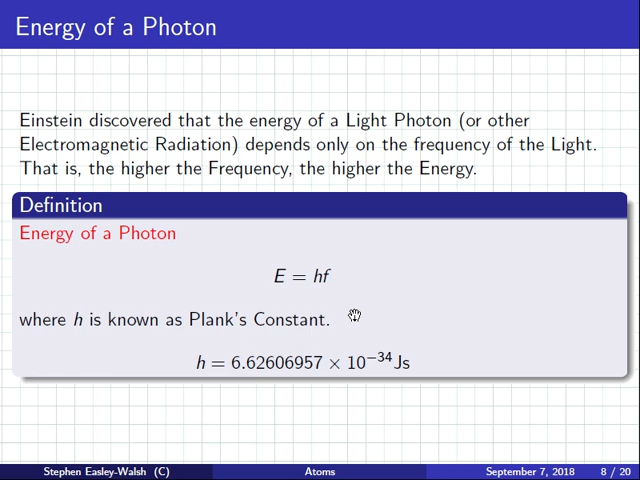 Energy of a Photon
Einstein discovered that the energy of a Light Photon (or other
Electromagnetic Radiation) depends only on the frequency of the Light.
That is, the higher the Frequency, the higher the Energy.
Definition
Energy of a Photon
E = hf
where h is known as Plank's Constant.
h = 6.62606957 × 10⁻³⁴Js
Stephen Easley-Walsh (C) Atoms September 7, 2018 8 / 20